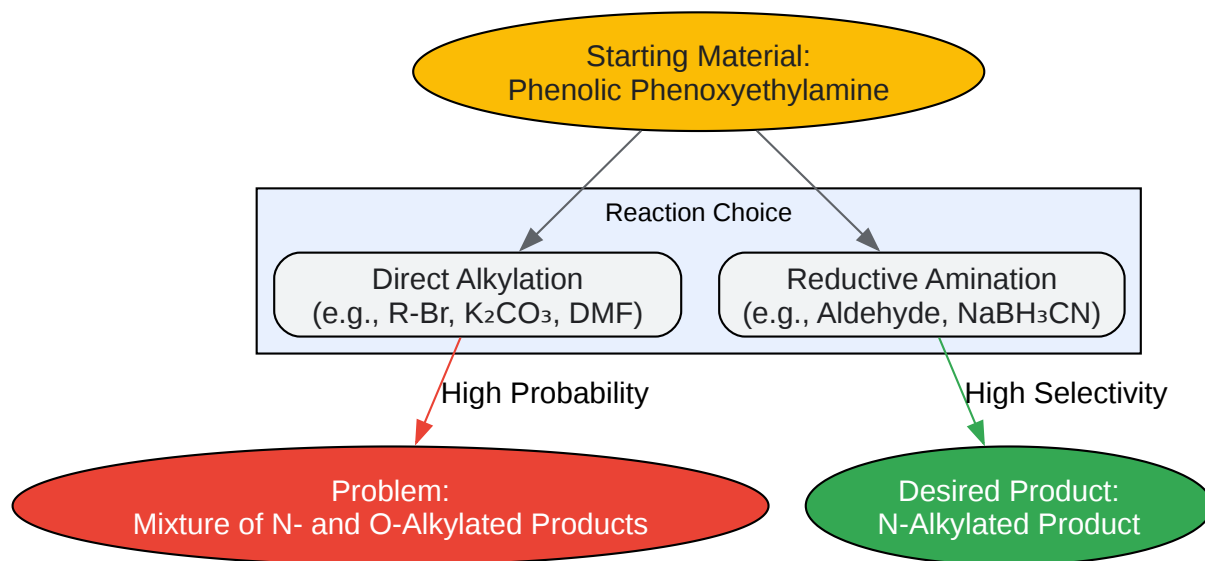 Starting Material:
Phenolic Phenoxyethylamine
Reaction Choice
Direct Alkylation
(e.g., R-Br, K₂CO₃, DMF)
Reductive Amination
(e.g., Aldehyde, NaBH₃CN)
High Probability
High Selectivity
Problem:
Mixture of N- and O-Alkylated Products
Desired Product:
N-Alkylated Product